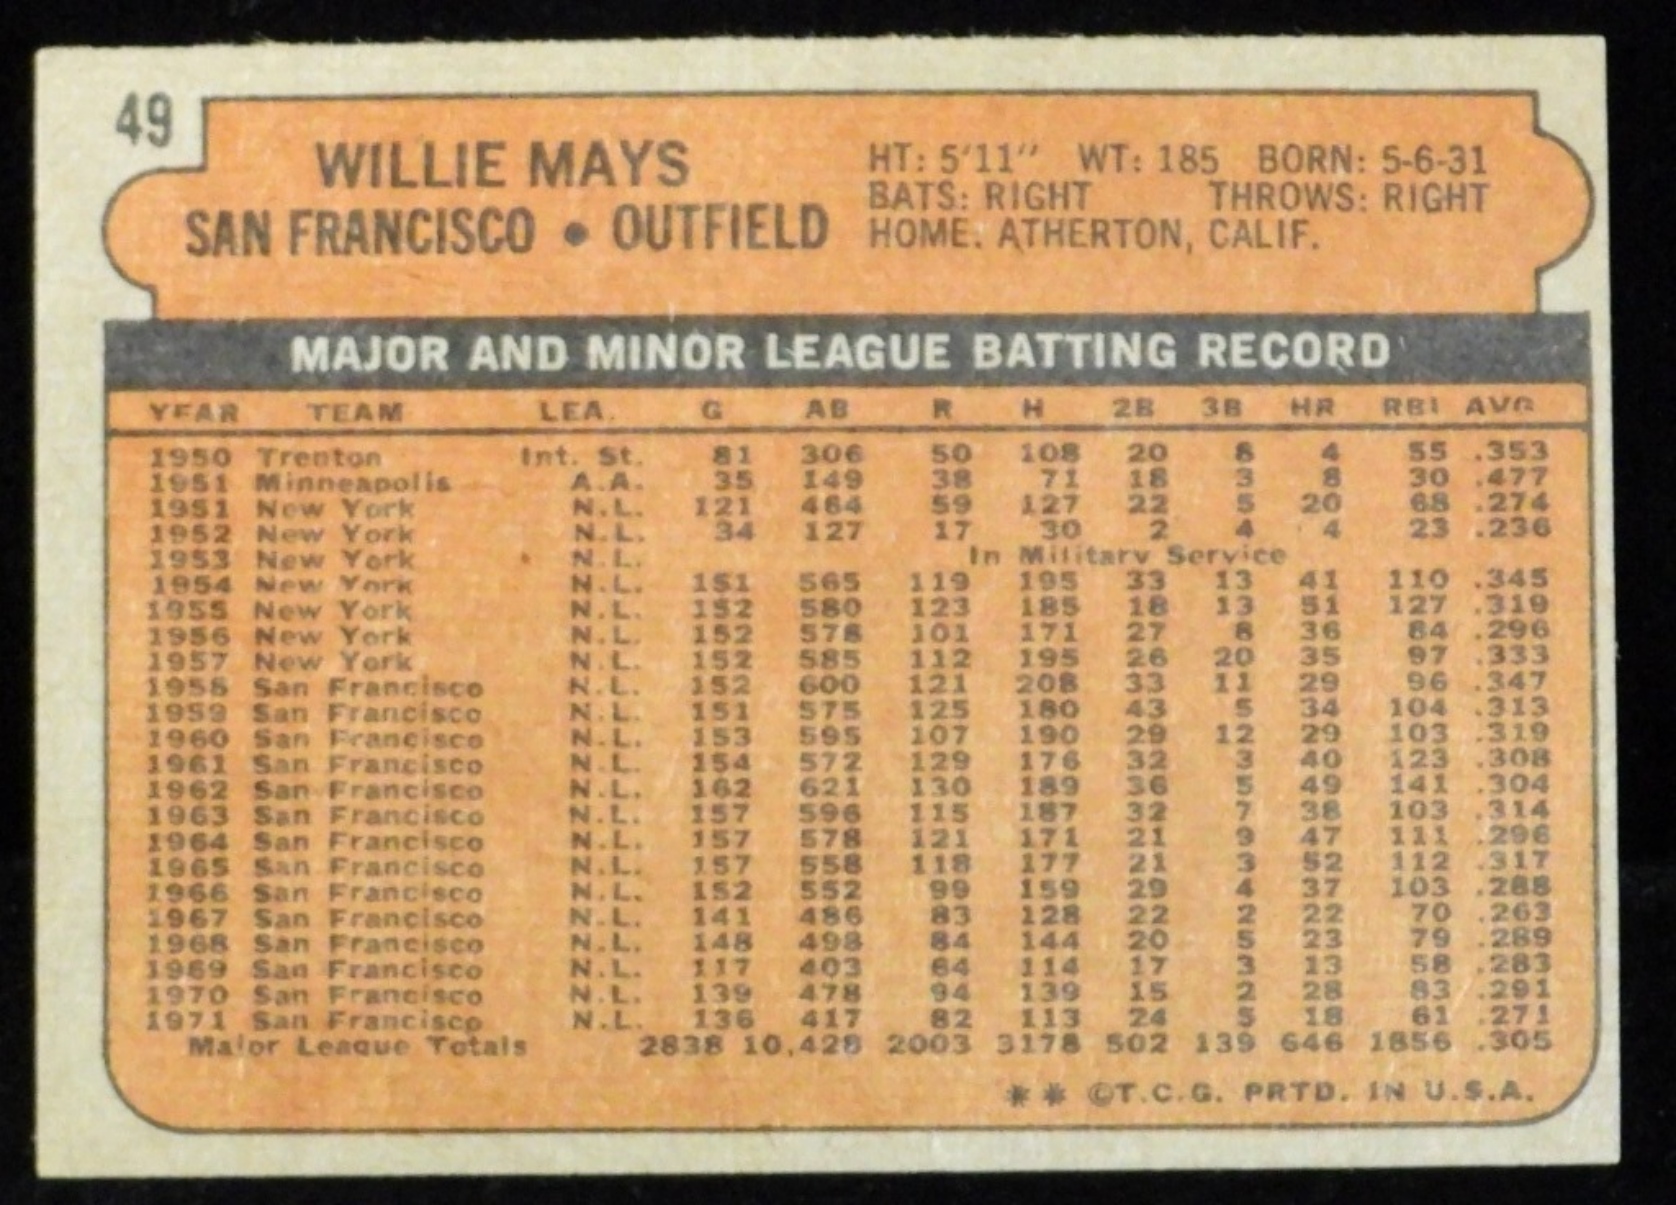 49
WILLIE MAYS
SAN FRANCISCO • OUTFIELD
HT: 5'11" WT: 185 BORN: 5-6-31
BATS: RIGHT THROWS: RIGHT
HOME: ATHERTON, CALIF.
MAJOR AND MINOR LEAGUE BATTING RECORD
YEAR TEAM LEA. G AB R H 2B 3B HR RBI AVG
1950 Trenton Int. St. 81 306 50 108 20 8 4 55 .353
1951 Minneapolis A.A. 35 149 38 71 18 3 8 30 .477
1951 New York N.L. 121 464 59 127 22 5 20 68 .274
1952 New York N.L. 34 127 17 30 2 4 4 23 .236
1953 New York N.L. In Military Service
1954 New York N.L. 151 565 119 195 33 13 41 110 .345
1955 New York N.L. 152 580 123 185 18 13 51 127 .319
1956 New York N.L. 152 578 101 171 27 8 36 84 .296
1957 New York N.L. 152 585 112 195 26 20 35 97 .333
1958 San Francisco N.L. 152 600 121 208 33 11 29 96 .347
1959 San Francisco N.L. 151 575 125 180 43 5 34 104 .313
1960 San Francisco N.L. 153 595 107 190 29 12 29 103 .319
1961 San Francisco N.L. 154 572 129 176 32 3 40 123 .308
1962 San Francisco N.L. 162 621 130 189 36 5 49 141 .304
1963 San Francisco N.L. 157 596 115 187 32 7 38 103 .314
1964 San Francisco N.L. 157 578 121 171 21 9 47 111 .296
1965 San Francisco N.L. 157 558 118 177 21 3 52 112 .317
1966 San Francisco N.L. 152 552 99 159 29 4 37 103 .288
1967 San Francisco N.L. 141 486 83 128 22 2 22 70 .263
1968 San Francisco N.L. 148 498 84 144 20 5 23 79 .289
1969 San Francisco N.L. 117 403 64 114 17 3 13 58 .283
1970 San Francisco N.L. 139 478 94 139 15 2 28 83 .291
1971 San Francisco N.L. 136 417 82 113 24 5 18 61 .271
Major League Totals 2838 10,428 2003 3178 502 139 646 1856 .305
** ©T.C.G. PRTD. IN U.S.A.